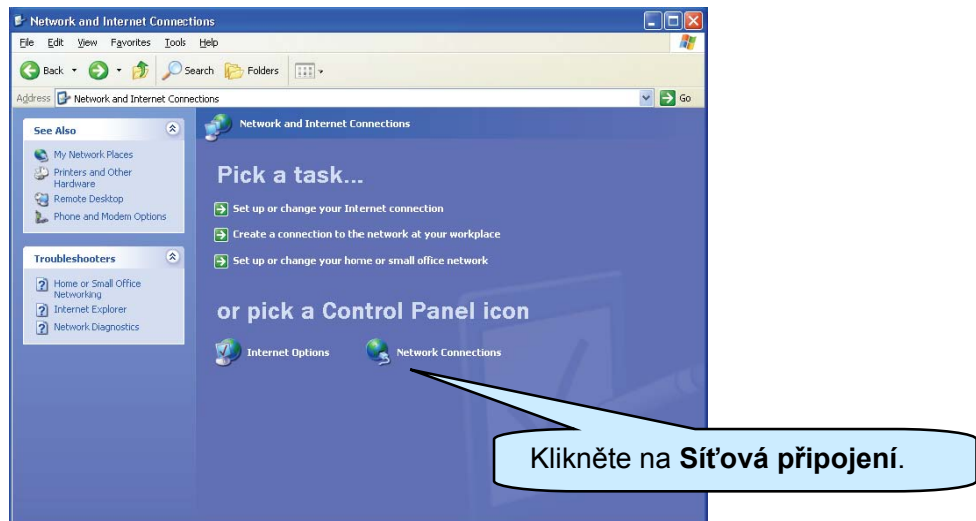 Network and Internet Connections
File Edit View Favorites Tools Help
Back Search Folders
Address Network and Internet Connections Go
See Also
My Network Places
Printers and Other
Hardware
Remote Desktop
Phone and Modem Options
Troubleshooters
Home or Small Office
Networking
Internet Explorer
Network Diagnostics
Network and Internet Connections
Pick a task...
Set up or change your Internet connection
Create a connection to the network at your workplace
Set up or change your home or small office network
or pick a Control Panel icon
Internet Options Network Connections
Klikněte na Síťová připojení.